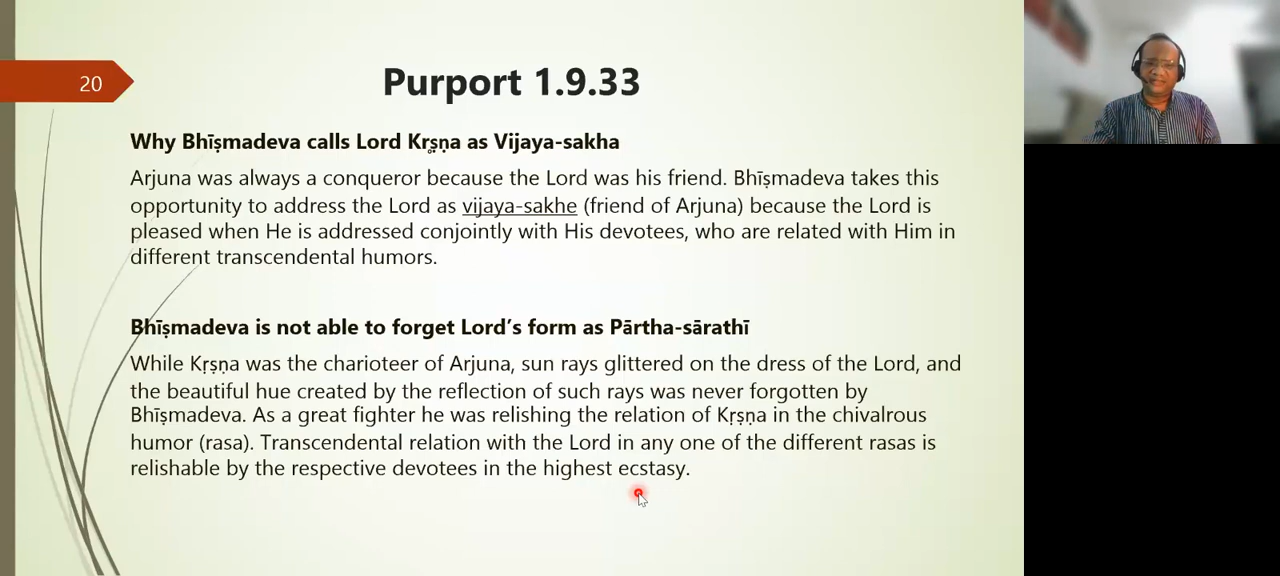 20
Purport 1.9.33
Why Bhīṣmadeva calls Lord Kṛṣṇa as Vijaya-sakha
Arjuna was always a conqueror because the Lord was his friend. Bhīṣmadeva takes this
opportunity to address the Lord as vijaya-sakhe (friend of Arjuna) because the Lord is
pleased when He is addressed conjointly with His devotees, who are related with Him in
different transcendental humors.
Bhīṣmadeva is not able to forget Lord’s form as Pārtha-sārathī
While Kṛṣṇa was the charioteer of Arjuna, sun rays glittered on the dress of the Lord, and
the beautiful hue created by the reflection of such rays was never forgotten by
Bhīṣmadeva. As a great fighter he was relishing the relation of Kṛṣṇa in the chivalrous
humor (rasa). Transcendental relation with the Lord in any one of the different rasas is
relishable by the respective devotees in the highest ecstasy.